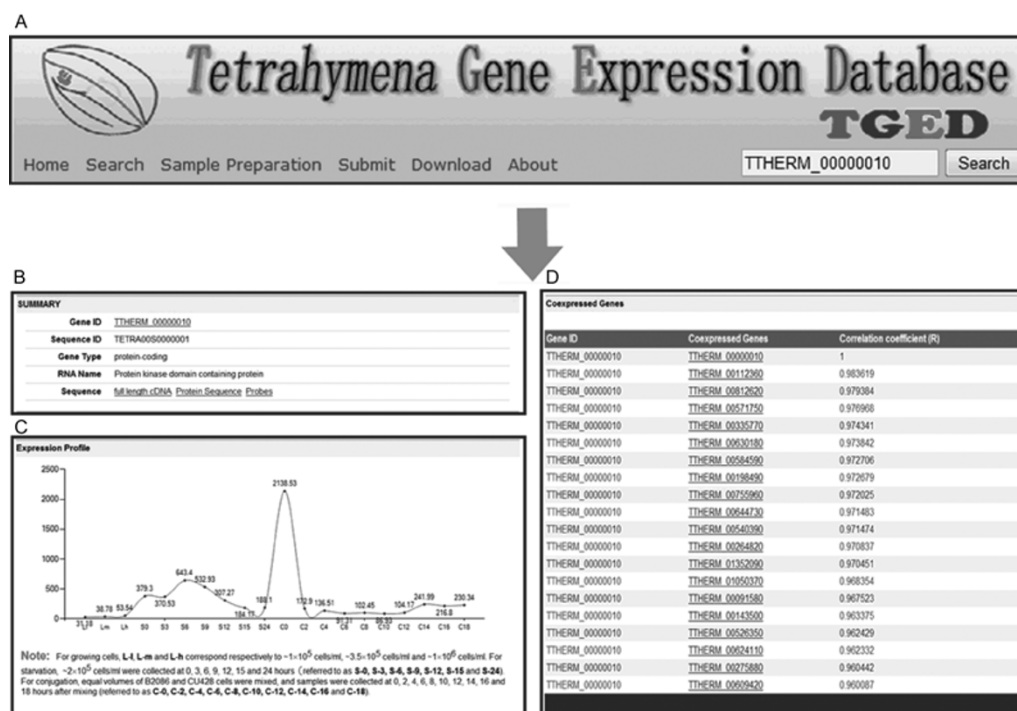 A
Tetrahymena Gene Expression Database
TGED
Home Search Sample Preparation Submit Download About
TTHERM_00000010 Search
B
SUMMARY
Gene ID TTHERM_00000010
Sequence ID TETRA00S0000001
Gene Type protein-coding
RNA Name Protein kinase domain containing protein
Sequence full length cDNA Protein Sequence Probes
C
Expression Profile
2500
2000
1500
1000
500
0
31.18
38.78
53.54
379.3
370.53
643.4
532.93
307.27
184.13
188.1
2138.53
172.9
136.51
91.31
102.45
86.93
104.17
241.99
216.8
230.34
Lm Lh S0 S3 S6 S9 S12 S15 S24 C0 C2 C4 C6 C8 C10 C12 C14 C16 C18
Note: For growing cells, L-l, L-m and L-h correspond respectively to ~1×10⁵ cells/ml, ~3.5×10⁵ cells/ml and ~1×10⁶ cells/ml. For
starvation, ~2×10⁵ cells/ml were collected at 0, 3, 6, 9, 12, 15 and 24 hours (referred to as S-0, S-3, S-6, S-9, S-12, S-15 and S-24).
For conjugation, equal volumes of B2086 and CU428 cells were mixed, and samples were collected at 0, 2, 4, 6, 8, 10, 12, 14, 16 and
18 hours after mixing (referred to as C-0, C-2, C-4, C-6, C-8, C-10, C-12, C-14, C-16 and C-18).
D
Coexpressed Genes
Gene ID Coexpressed Genes Correlation coefficient (R)
TTHERM_00000010 TTHERM_00000010 1
TTHERM_00000010 TTHERM_00112360 0.983619
TTHERM_00000010 TTHERM_00812620 0.979384
TTHERM_00000010 TTHERM_00571750 0.976968
TTHERM_00000010 TTHERM_00335770 0.974341
TTHERM_00000010 TTHERM_00630180 0.973842
TTHERM_00000010 TTHERM_00584590 0.972706
TTHERM_00000010 TTHERM_00198490 0.972679
TTHERM_00000010 TTHERM_00755960 0.972025
TTHERM_00000010 TTHERM_00644730 0.971483
TTHERM_00000010 TTHERM_00540390 0.971474
TTHERM_00000010 TTHERM_00264820 0.970837
TTHERM_00000010 TTHERM_01352090 0.970451
TTHERM_00000010 TTHERM_01050370 0.968354
TTHERM_00000010 TTHERM_00091580 0.967523
TTHERM_00000010 TTHERM_00143500 0.963375
TTHERM_00000010 TTHERM_00526350 0.962429
TTHERM_00000010 TTHERM_00624110 0.962332
TTHERM_00000010 TTHERM_00275880 0.960442
TTHERM_00000010 TTHERM_00609420 0.960087